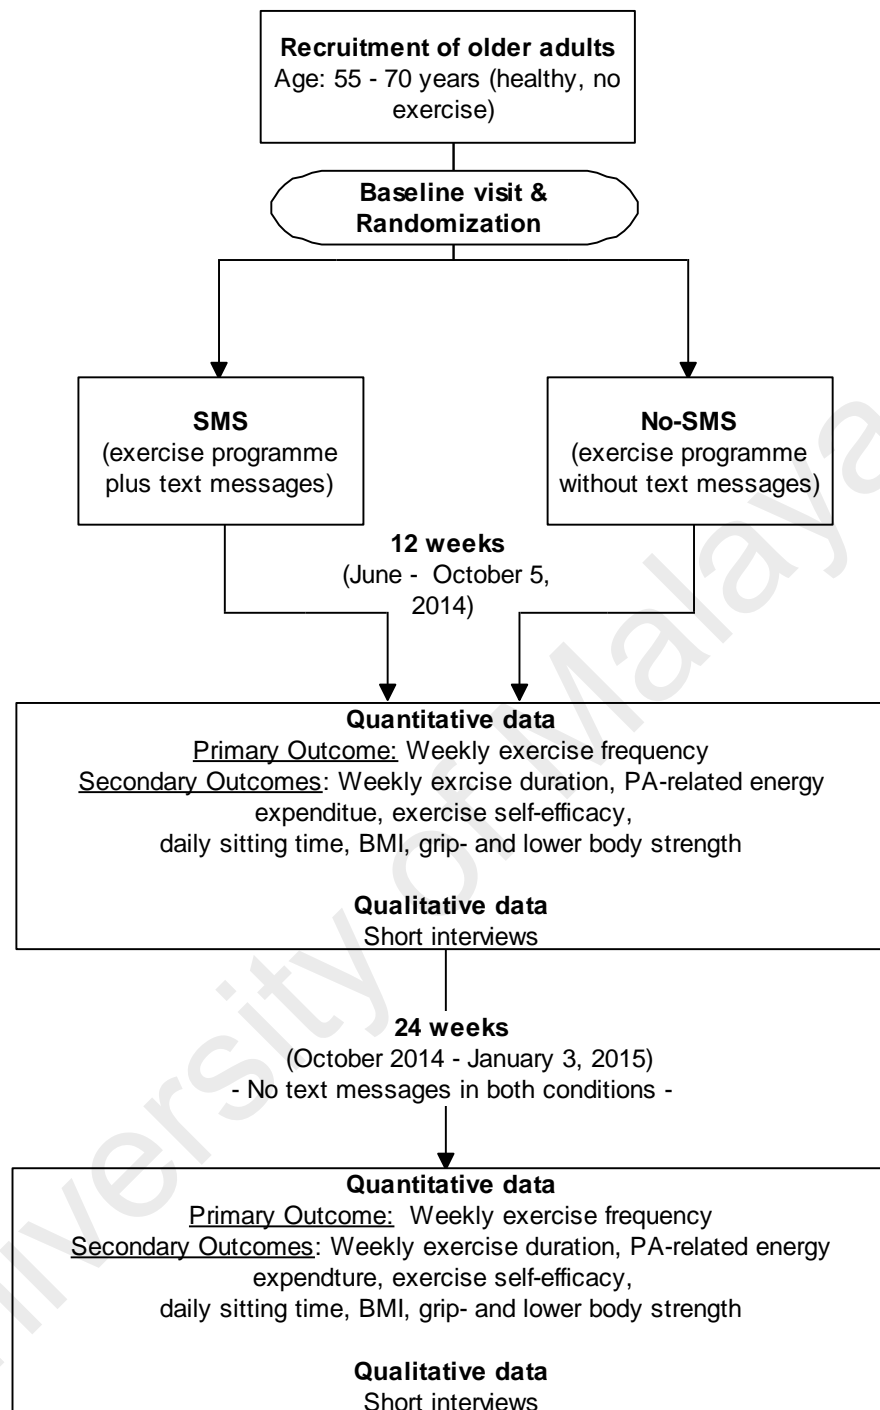 Recruitment of older adults
Age: 55 - 70 years (healthy, no
exercise)
Baseline visit &
Randomization
SMS
(exercise programme
plus text messages)
No-SMS
(exercise programme
without text messages)
12 weeks
(June -  October 5,
2014)
Quantitative data
Primary Outcome: Weekly exercise frequency
Secondary Outcomes: Weekly exrcise duration, PA-related energy
expenditue, exercise self-efficacy,
daily sitting time, BMI, grip- and lower body strength
Qualitative data
Short interviews
24 weeks
(October 2014 - January 3, 2015)
- No text messages in both conditions -
Quantitative data
Primary Outcome:  Weekly exercise frequency
Secondary Outcomes: Weekly exercise duration, PA-related energy
expendture, exercise self-efficacy,
daily sitting time, BMI, grip- and lower body strength
Qualitative data
Short interviews
University of Malaya